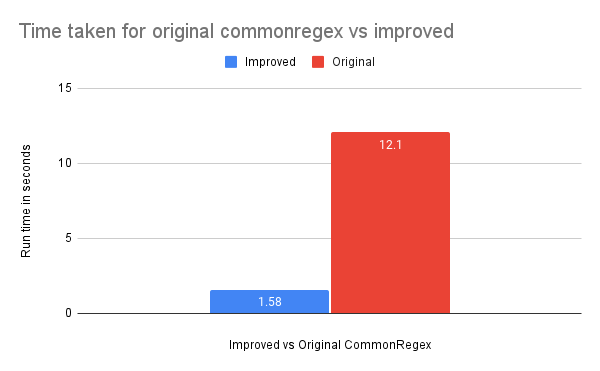 Time taken for original commonregex vs improved
Improved Original
15
10
5
0
Run time in seconds
12.1
1.58
Improved vs Original CommonRegex